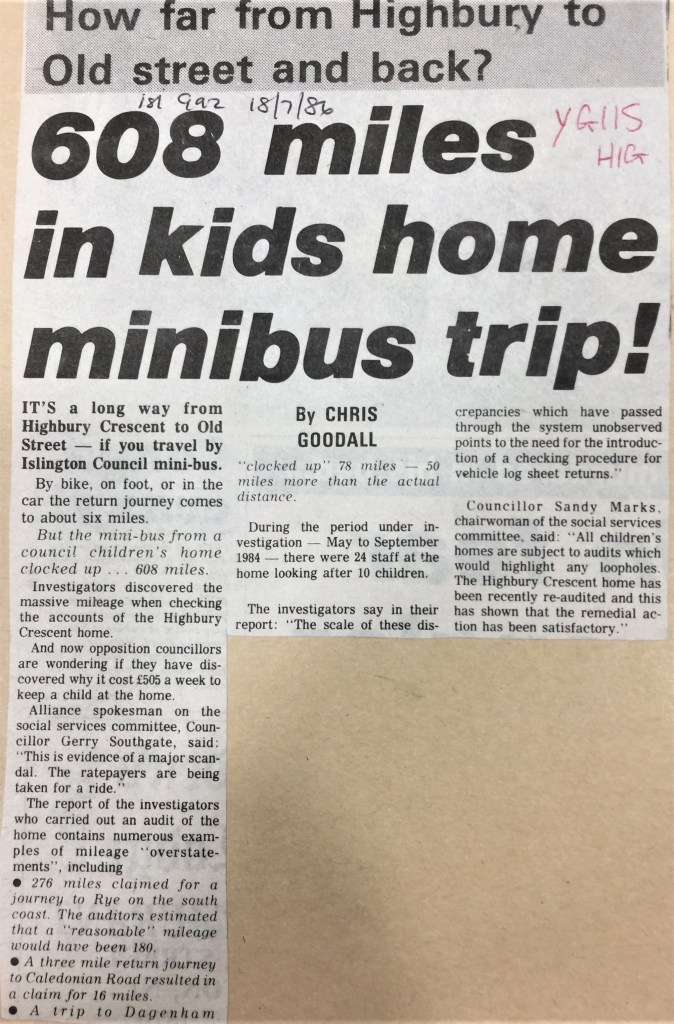 How far from Highbury to
Old street and back?
isl Gaz 18/7/86
608 miles
YG115
HIG
in kids home
minibus trip!
IT'S a long way from
Highbury Crescent to Old
Street — if you travel by
Islington Council mini-bus.
By bike, on foot, or in the
car the return journey comes
to about six miles.
But the mini-bus from a
council children's home
clocked up . . . 608 miles.
Investigators discovered the
massive mileage when checking
the accounts of the Highbury
Crescent home.
And now opposition councillors
are wondering if they have dis-
covered why it cost £505 a week to
keep a child at the home.
Alliance spokesman on the
social services committee, Coun-
cillor Gerry Southgate, said:
"This is evidence of a major scan-
dal. The ratepayers are being
taken for a ride."
The report of the investigators
who carried out an audit of the
home contains numerous exam-
ples of mileage "overstate-
ments", including
● 276 miles claimed for a
journey to Rye on the south
coast. The auditors estimated
that a "reasonable" mileage
would have been 180.
● A three mile return journey
to Caledonian Road resulted in
a claim for 16 miles.
● A trip to Dagenham
By CHRIS
GOODALL
"clocked up" 78 miles — 50
miles more than the actual
distance.
During the period under in-
vestigation — May to September
1984 — there were 24 staff at the
home looking after 10 children.
The investigators say in their
report: "The scale of these dis-
crepancies which have passed
through the system unobserved
points to the need for the introduc-
tion of a checking procedure for
vehicle log sheet returns."
Councillor Sandy Marks,
chairwoman of the social services
committee, said: "All children's
homes are subject to audits which
would highlight any loopholes.
The Highbury Crescent home has
been recently re-audited and this
has shown that the remedial ac-
tion has been satisfactory."